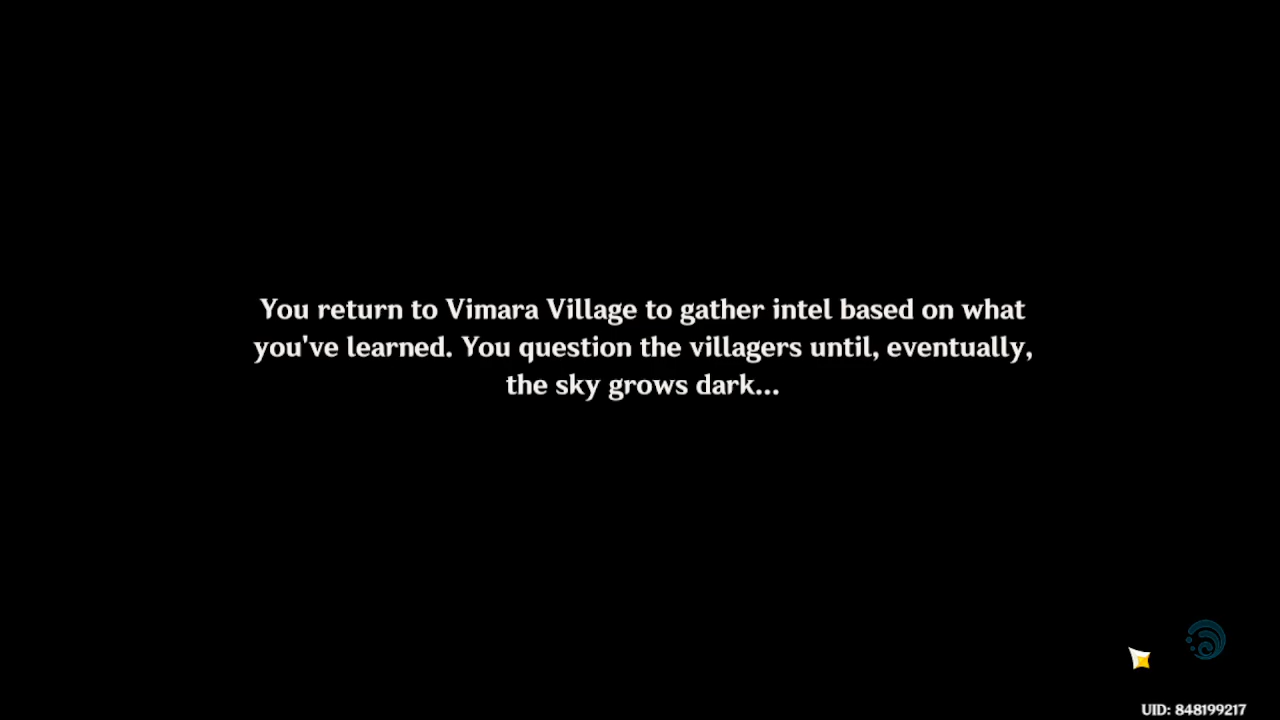 You return to Vimara Village to gather intel based on what
you've learned. You question the villagers until, eventually,
the sky grows dark...
UID: 848199217